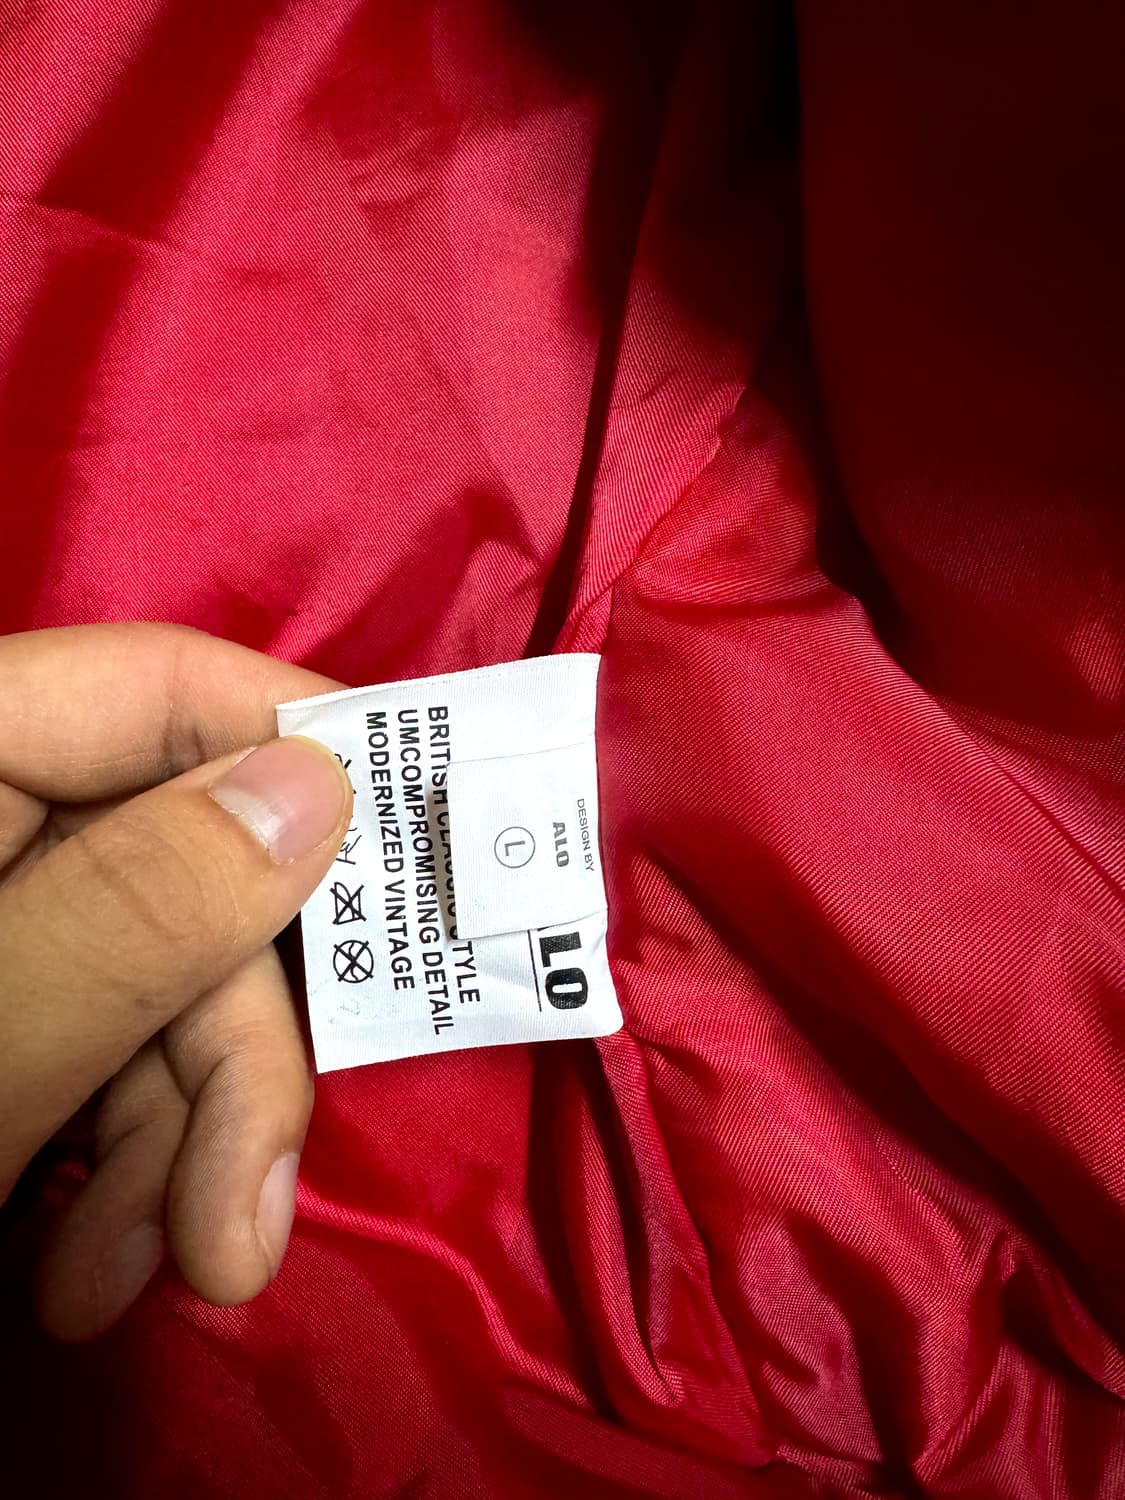 DESIGN BY
ALO
L
LO
BRITISH CLASSIC STYLE
UMCOMPROMISING DETAIL
MODERNIZED VINTAGE